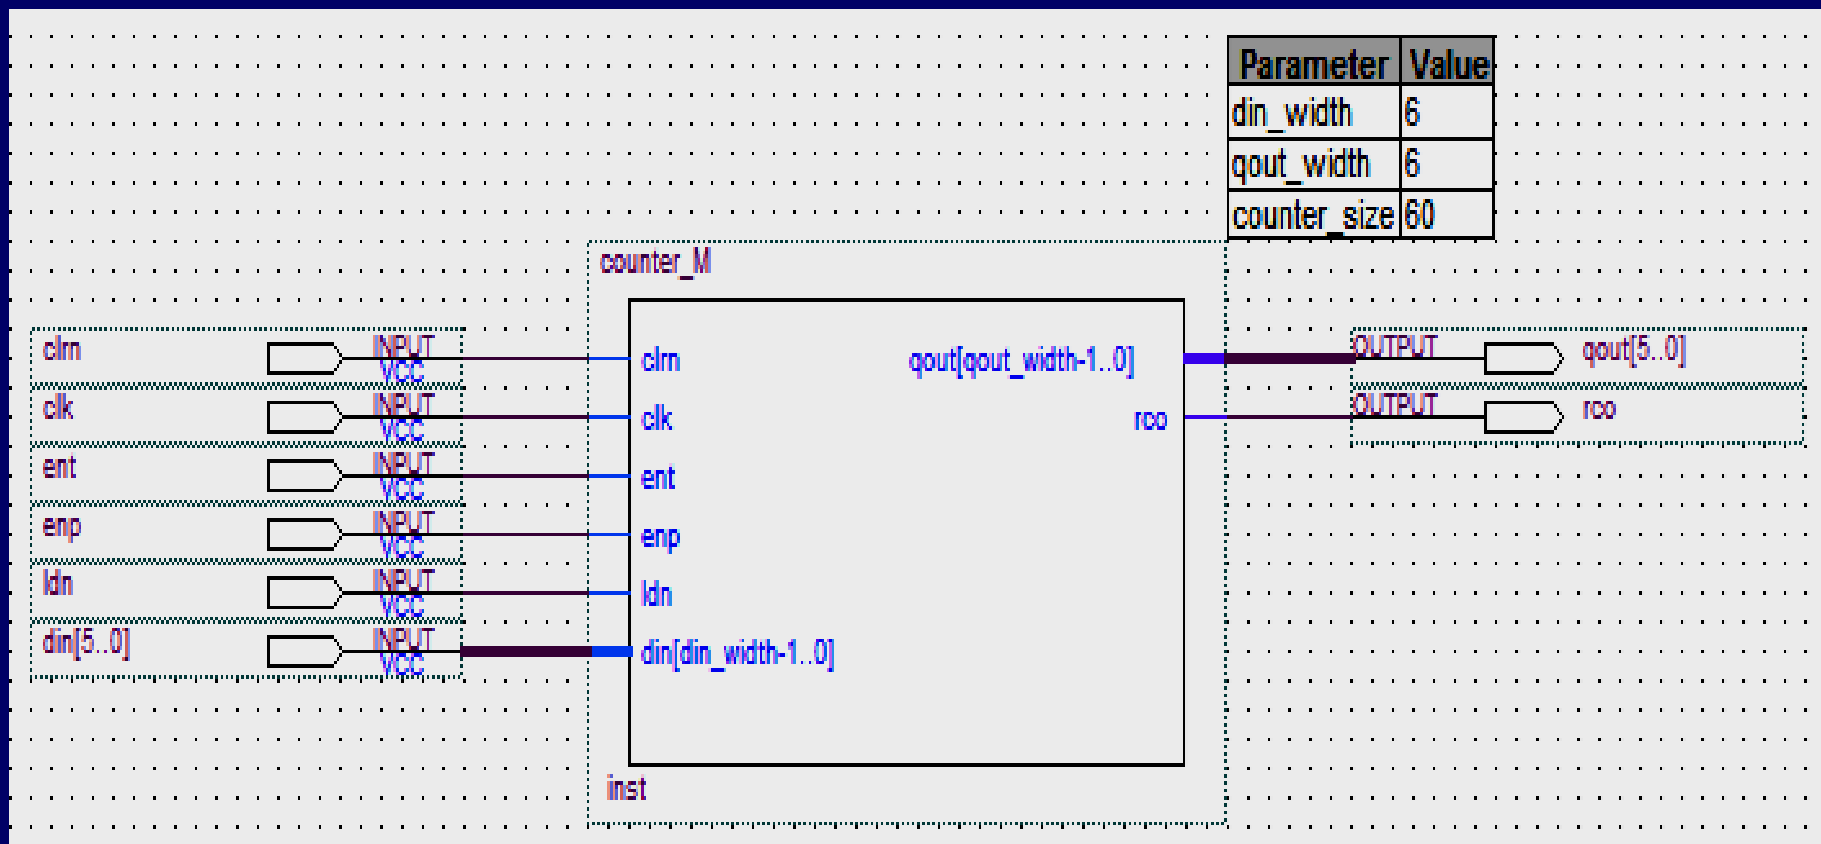 Parameter Value
din_width 6
qout_width 6
counter_size 60
counter_M
clrn INPUT VCC
clk INPUT VCC
ent INPUT VCC
enp INPUT VCC
ldn INPUT VCC
din[5..0] INPUT VCC
clrn
clk
ent
enp
ldn
din[din_width-1..0]
qout[qout_width-1..0]
rco
inst
OUTPUT qout[5..0]
OUTPUT rco